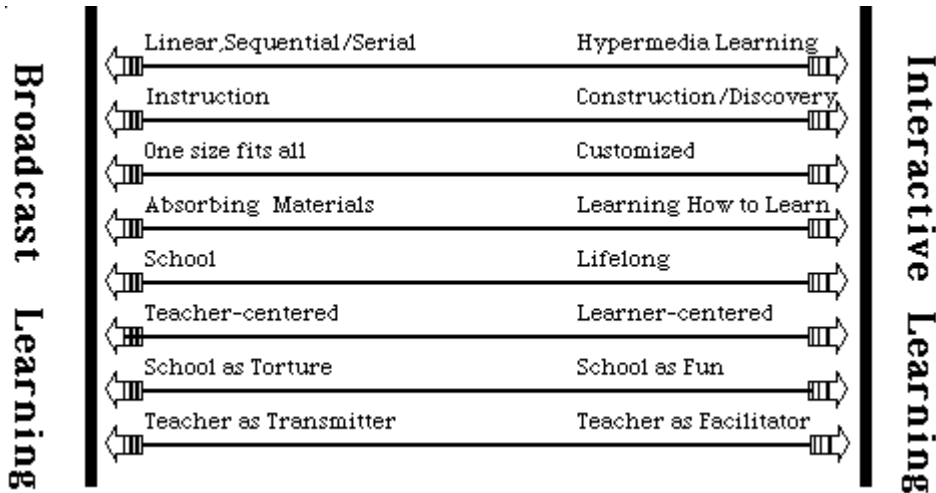 Broadcast Learning
Linear,Sequential/Serial Hypermedia Learning
Instruction Construction/Discovery
One size fits all Customized
Absorbing Materials Learning How to Learn
School Lifelong
Teacher-centered Learner-centered
School as Torture School as Fun
Teacher as Transmitter Teacher as Facilitator
Interactive Learning